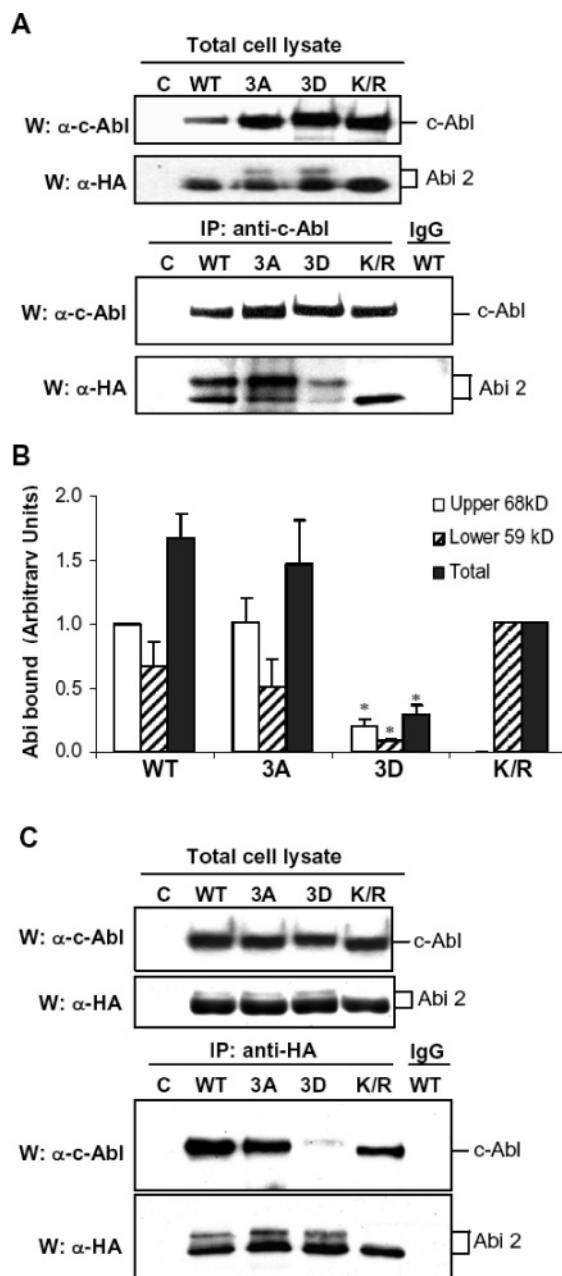 A
Total cell lysate
C WT 3A 3D K/R
W: α-c-Abl
c-Abl
W: α-HA
Abi 2
IP: anti-c-Abl IgG
C WT 3A 3D K/R WT
W: α-c-Abl
c-Abl
W: α-HA
Abi 2
B
Abi bound (Arbitrary Units)
2.0
1.5
1.0
0.5
0.0
Upper 68kD
Lower 59 kD
Total
* * *
WT 3A 3D K/R
C
Total cell lysate
C WT 3A 3D K/R
W: α-c-Abl
c-Abl
W: α-HA
Abi 2
IP: anti-HA IgG
C WT 3A 3D K/R WT
W: α-c-Abl
c-Abl
W: α-HA
Abi 2